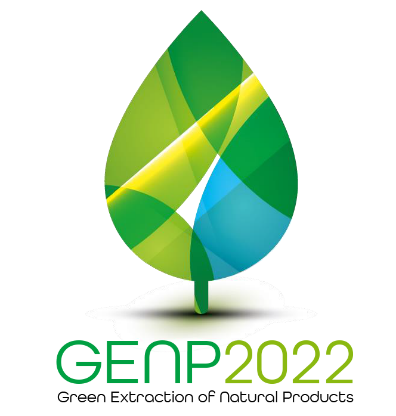 GENP2022
Green Extraction of Natural Products